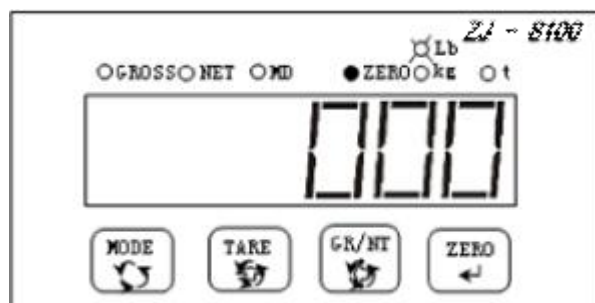 ZJ - 8100
Lb
GROSS NET MD ZERO kg t
000
MODE TARE GR/NT ZERO